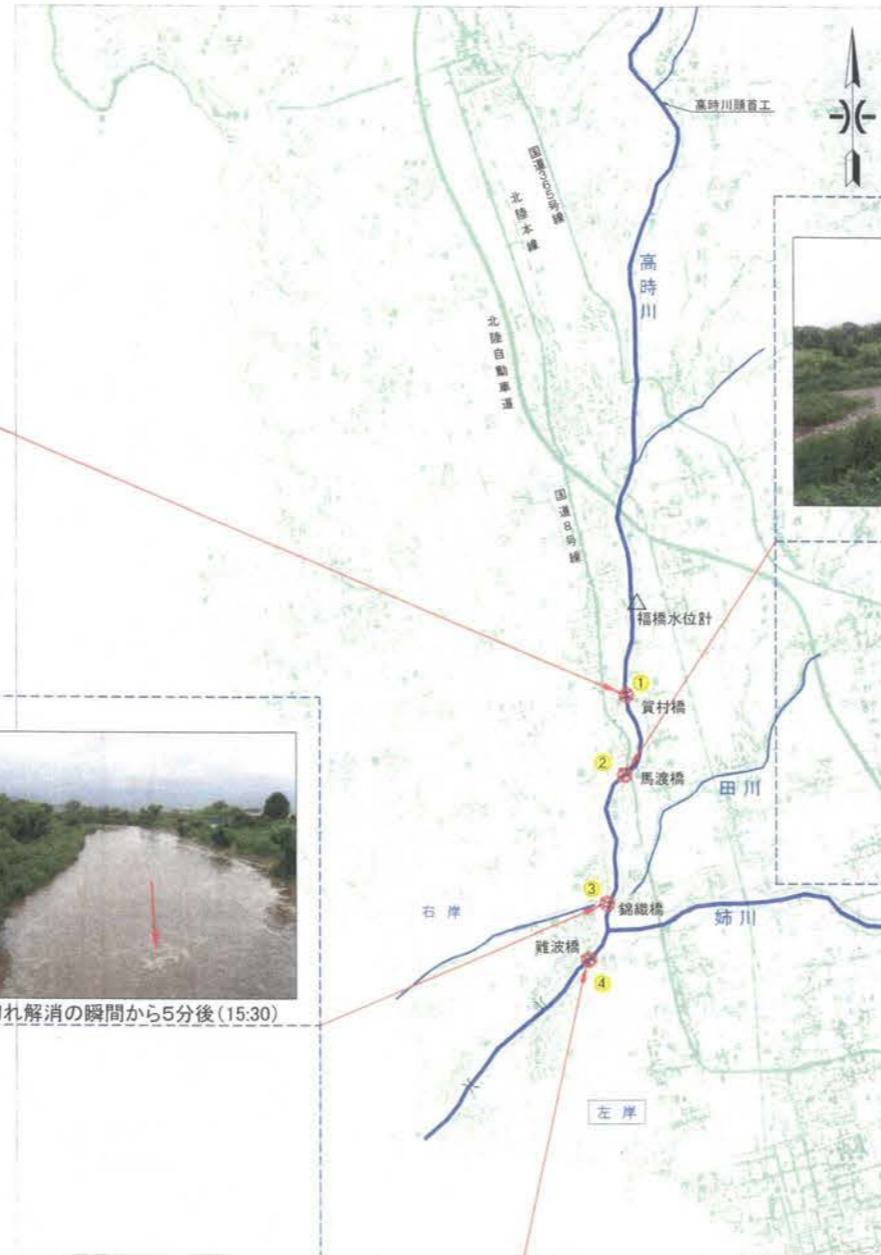 高時川頭首工
国道365号線
北陸本線
高時川
北陸自動車道
国道8号線
福橋水位計
①
賀村橋
②
馬渡橋
田川
③
錦織橋
右岸
姉川
難波橋
④
れ解消の瞬間から5分後(15:30)
左岸